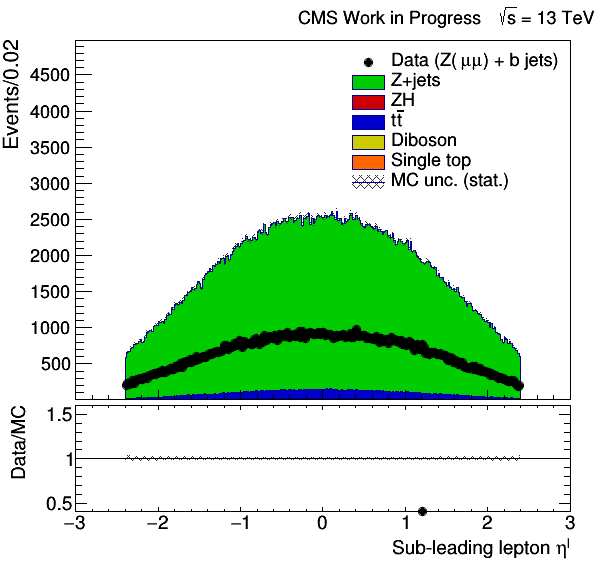 CMS Work in Progress √s = 13 TeV
Events/0.02
4500
4000
3500
3000
2500
2000
1500
1000
500
Data (Z( μμ) + b jets)
Z+jets
ZH
tt̅
Diboson
Single top
MC unc. (stat.)
Data/MC
1.5
1
0.5
−3 −2 −1 0 1 2 3
Sub-leading lepton η^l